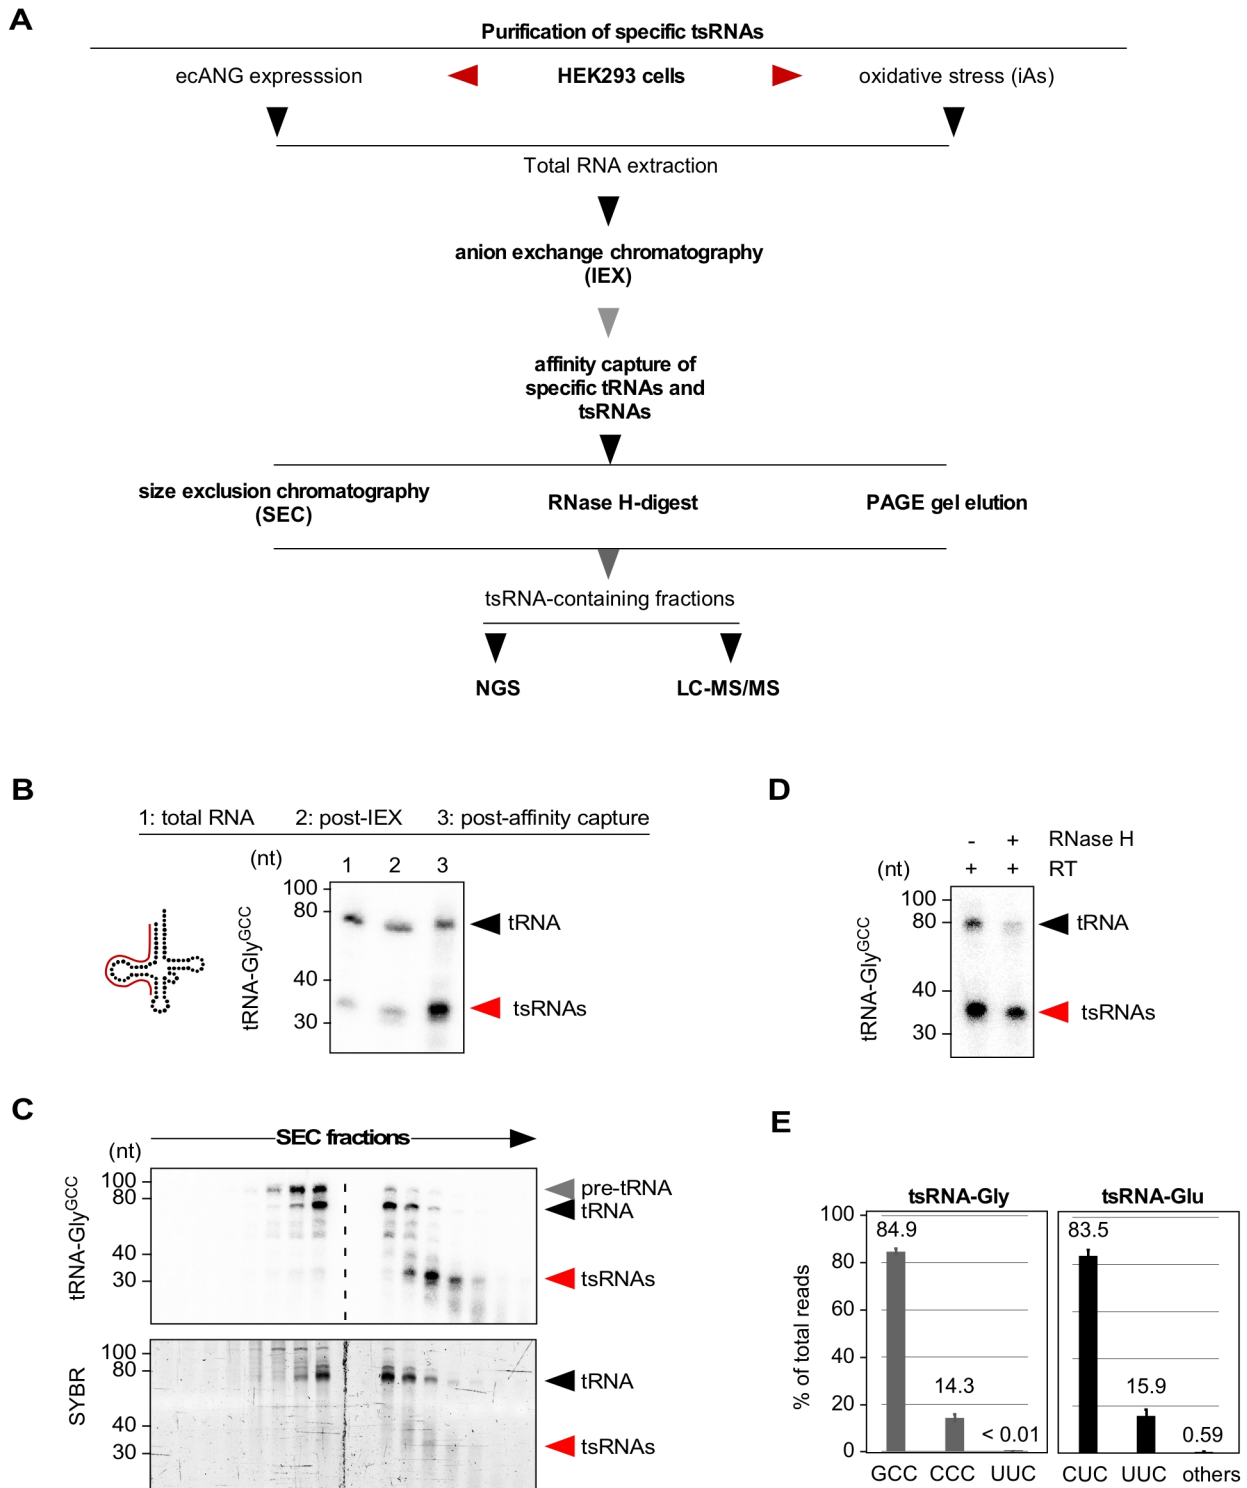 A
Purification of specific tsRNAs
ecANG expresssion
HEK293 cells
oxidative stress (iAs)
Total RNA extraction
anion exchange chromatography
(IEX)
affinity capture of
specific tRNAs and
tsRNAs
size exclusion chromatography
(SEC)
RNase H-digest
PAGE gel elution
tsRNA-containing fractions
NGS
LC-MS/MS
B
1: total RNA
2: post-IEX
3: post-affinity capture
(nt)
1
2
3
100
80
40
30
tRNA-GlyGCC
tRNA
tsRNAs
D
-
+
RNase H
(nt)
+
+
RT
100
80
40
30
tRNA-GlyGCC
tRNA
tsRNAs
C
SEC fractions
(nt)
100
80
40
30
tRNA-GlyGCC
pre-tRNA
tRNA
tsRNAs
100
80
40
30
SYBR
tRNA
tsRNAs
E
tsRNA-Gly
tsRNA-Glu
% of total reads
100
80
60
40
20
0
84.9
14.3
< 0.01
83.5
15.9
0.59
GCC
CCC
UUC
CUC
UUC
others